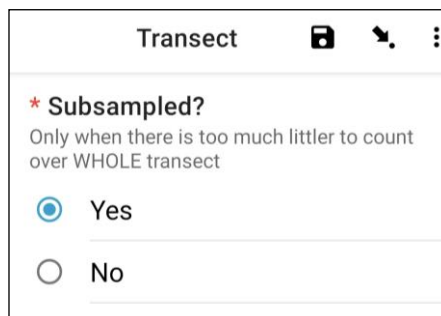 Transect
* Subsampled?
Only when there is too much littler to count
over WHOLE transect
Yes
No